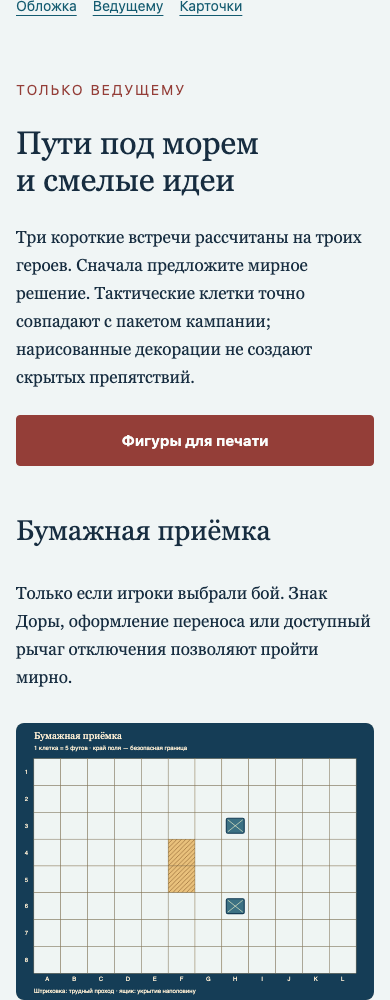 Обложка Ведущему Карточки
ТОЛЬКО ВЕДУЩЕМУ
Пути под морем
и смелые идеи
Три короткие встречи рассчитаны на троих
героев. Сначала предложите мирное
решение. Тактические клетки точно
совпадают с пакетом кампании;
нарисованные декорации не создают
скрытых препятствий.
Фигуры для печати
Бумажная приёмка
Только если игроки выбрали бой. Знак
Доры, оформление переноса или доступный
рычаг отключения позволяют пройти
мирно.
Бумажная приёмка
1 клетка = 5 футов · край поля — безопасная граница
1
2
3
4
5
6
7
8
A B C D E F G H I J K L
Штриховка: трудный проход · ящик: укрытие наполовину